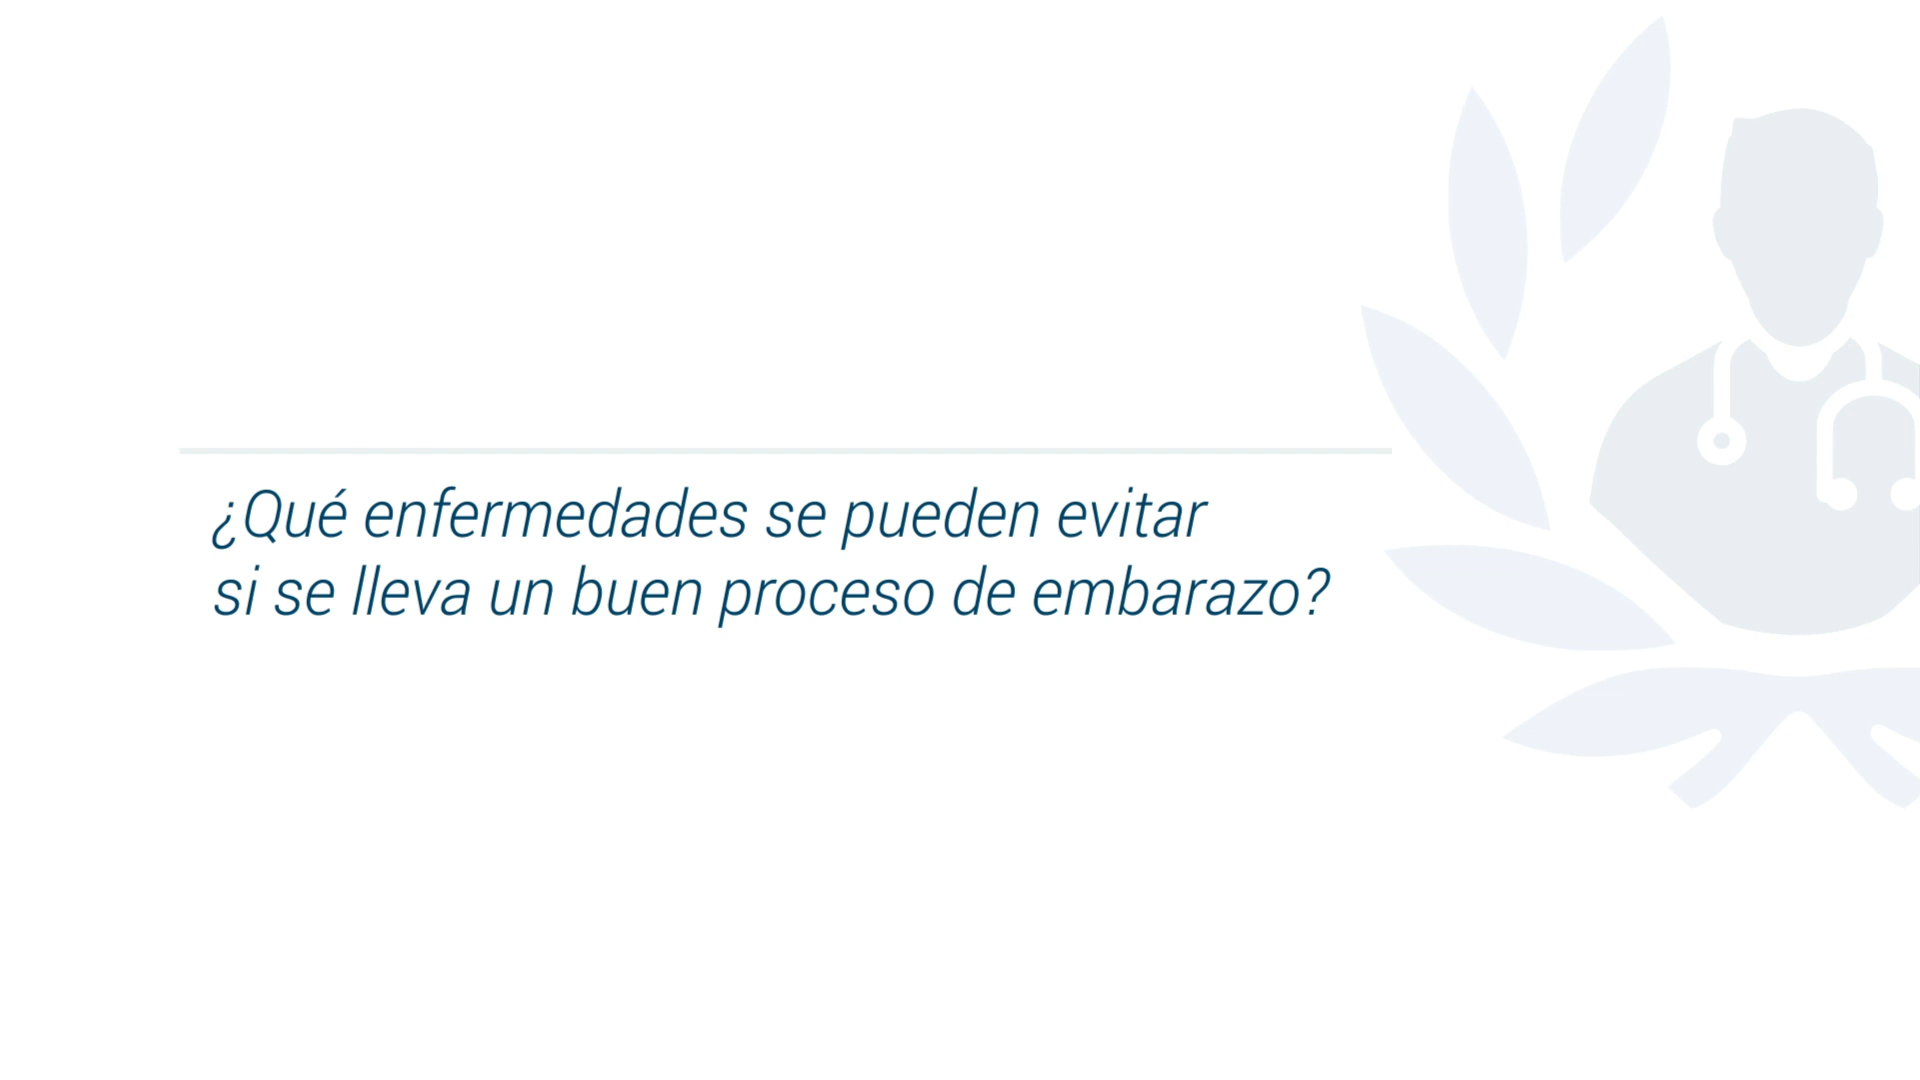 ¿Qué enfermedades se pueden evitar
si se lleva un buen proceso de embarazo?